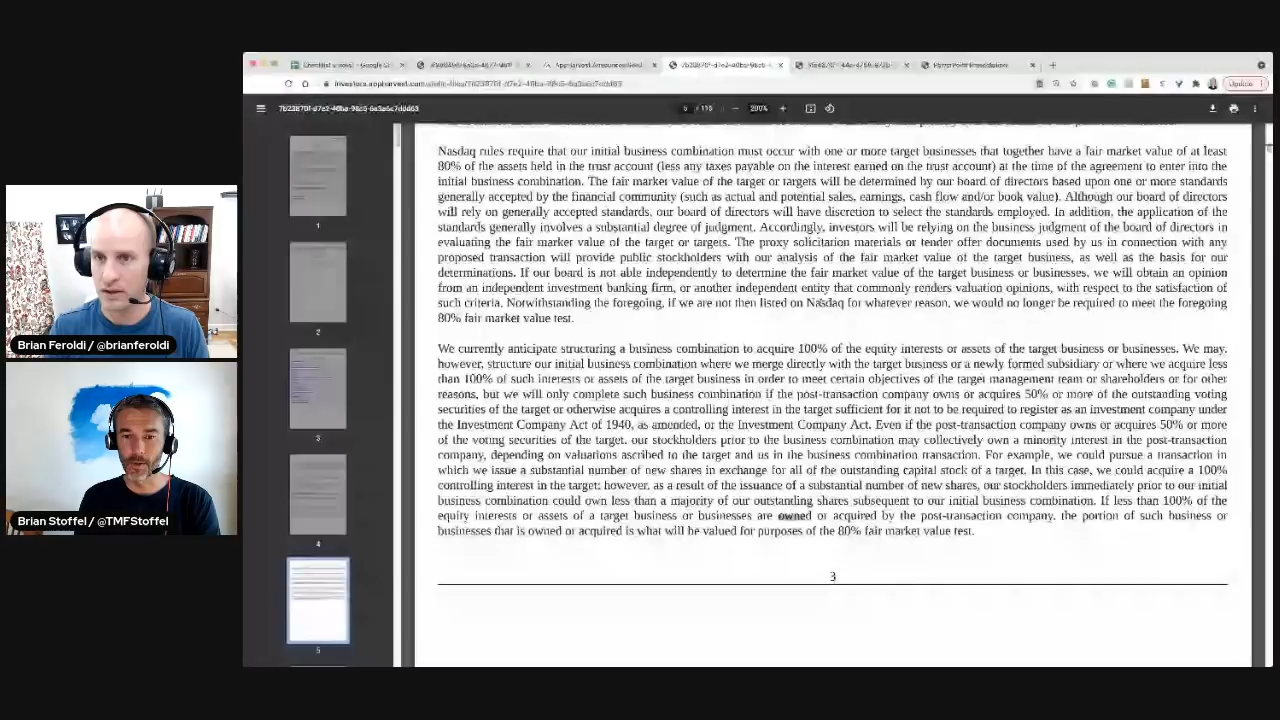 AppHarvest Announces
Update
7b23870f-d7e2-40ba-98c5-6a3a6c7ddd63
5 / 116
200%
Nasdaq rules require that our initial business combination must occur with one or more target businesses that together have a fair market value of at least
80% of the assets held in the trust account (less any taxes payable on the interest earned on the trust account) at the time of the agreement to enter into the
initial business combination. The fair market value of the target or targets will be determined by our board of directors based upon one or more standards
generally accepted by the financial community (such as actual and potential sales, earnings, cash flow and/or book value). Although our board of directors
will rely on generally accepted standards, our board of directors will have discretion to select the standards employed. In addition, the application of the
standards generally involves a substantial degree of judgment. Accordingly, investors will be relying on the business judgment of the board of directors in
evaluating the fair market value of the target or targets. The proxy solicitation materials or tender offer documents used by us in connection with any
proposed transaction will provide public stockholders with our analysis of the fair market value of the target business, as well as the basis for our
determinations. If our board is not able independently to determine the fair market value of the target business or businesses, we will obtain an opinion
from an independent investment banking firm, or another independent entity that commonly renders valuation opinions, with respect to the satisfaction of
such criteria. Notwithstanding the foregoing, if we are not then listed on Nasdaq for whatever reason, we would no longer be required to meet the foregoing
80% fair market value test.
We currently anticipate structuring a business combination to acquire 100% of the equity interests or assets of the target business or businesses. We may,
however, structure our initial business combination where we merge directly with the target business or a newly formed subsidiary or where we acquire less
than 100% of such interests or assets of the target business in order to meet certain objectives of the target management team or shareholders or for other
reasons, but we will only complete such business combination if the post-transaction company owns or acquires 50% or more of the outstanding voting
securities of the target or otherwise acquires a controlling interest in the target sufficient for it not to be required to register as an investment company under
the Investment Company Act of 1940, as amended, or the Investment Company Act. Even if the post-transaction company owns or acquires 50% or more
of the voting securities of the target, our stockholders prior to the business combination may collectively own a minority interest in the post-transaction
company, depending on valuations ascribed to the target and us in the business combination transaction. For example, we could pursue a transaction in
which we issue a substantial number of new shares in exchange for all of the outstanding capital stock of a target. In this case, we could acquire a 100%
controlling interest in the target; however, as a result of the issuance of a substantial number of new shares, our stockholders immediately prior to our initial
business combination could own less than a majority of our outstanding shares subsequent to our initial business combination. If less than 100% of the
equity interests or assets of a target business or businesses are owned or acquired by the post-transaction company, the portion of such business or
businesses that is owned or acquired is what will be valued for purposes of the 80% fair market value test.
3
1
2
3
4
5
Brian Feroldi / @brianferoldi
Brian Stoffel / @TMFStoffel